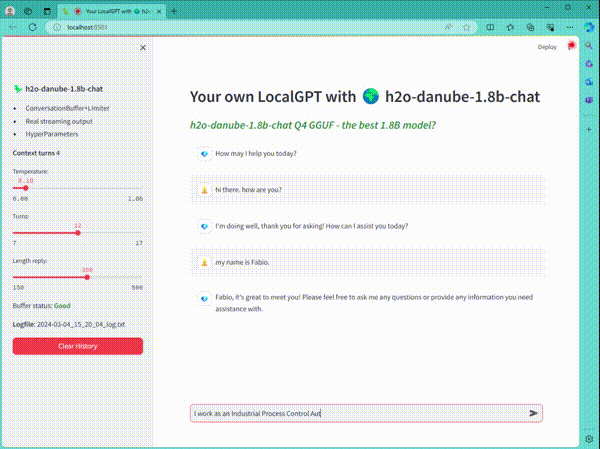 Your own LocalGPT with h2o-d
localhost:8501
Deploy
h2o-danube-1.8b-chat
ConversationBuffer+Limiter
Real streaming output
HyperParameters
Context turns 4
Temperature:
0.10
0.00 1.00
Turns:
12
7 17
Length reply:
300
150 500
Buffer status: Good
Logfile: 2024-03-04_15_20_04_log.txt
Clear History
Your own LocalGPT with h2o-danube-1.8b-chat
h2o-danube-1.8b-chat Q4 GGUF - the best 1.8B model?
How may I help you today?
hi there. how are you?
I'm doing well, thank you for asking! How can I assist you today?
my name is Fabio.
Fabio, it's great to meet you! Please feel free to ask me any questions or provide any information you need
assistance with.
I work as an Industrial Process Control Aut